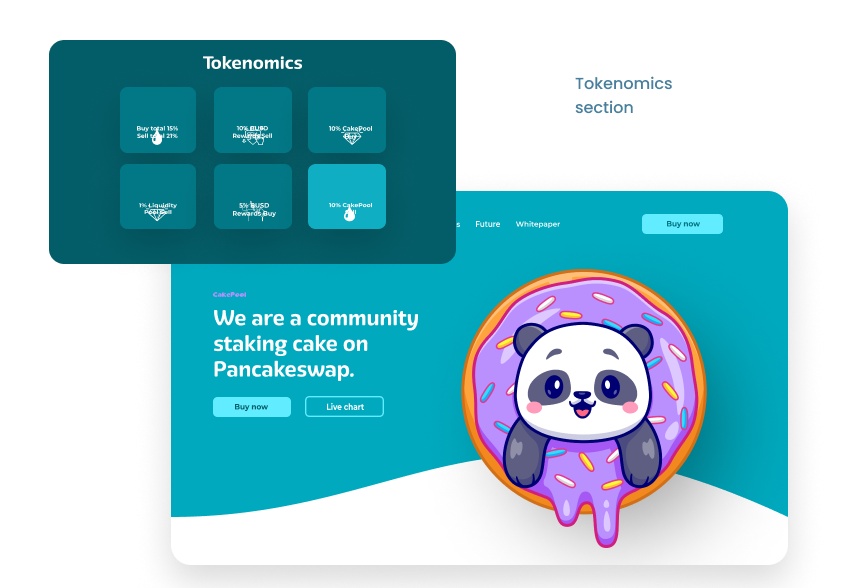 Tokenomics
Buy total 15%
Sell total 21%
10% BUSD
Rewards Sell
10% CakePool
Buy
1% Liquidity
Pool Sell
5% BUSD
Rewards Buy
10% CakePool
Sell
Tokenomics
section
s Future Whitepaper Buy now
CakePool
We are a community
staking cake on
Pancakeswap.
Buy now Live chart